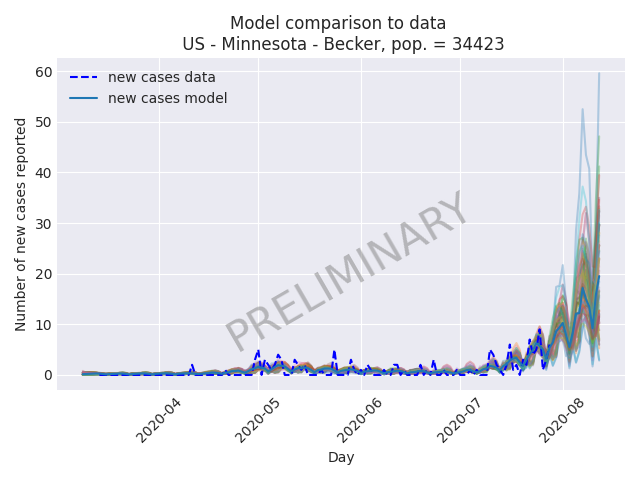 Model comparison to data
US - Minnesota - Becker, pop. = 34423
new cases data
new cases model
PRELIMINARY
Number of new cases reported
60
50
40
30
20
10
0
2020-04
2020-05
2020-06
2020-07
2020-08
Day